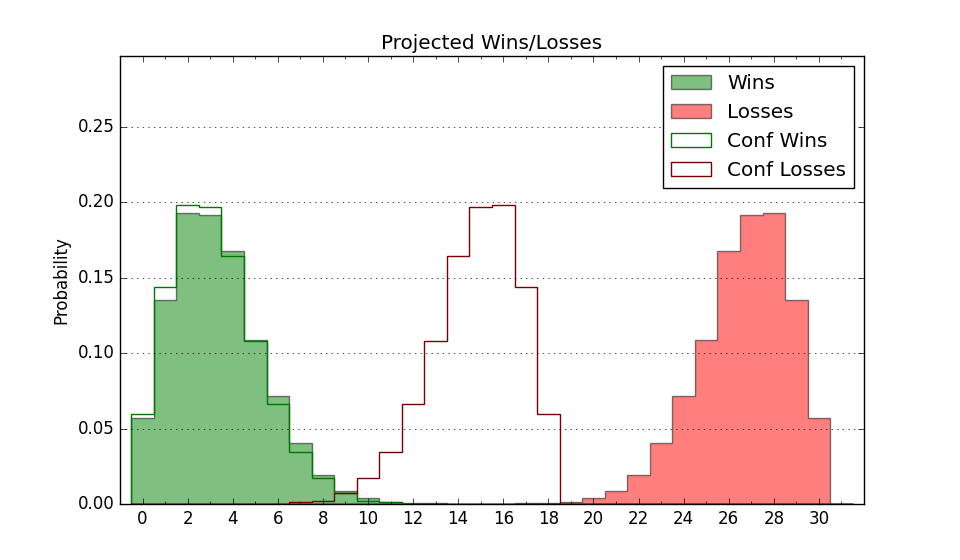 Projected Wins/Losses
Wins
Losses
Conf Wins
Conf Losses
Probability
0.25
0.20
0.15
0.10
0.05
0.00
0 2 4 6 8 10 12 14 16 18 20 22 24 26 28 30